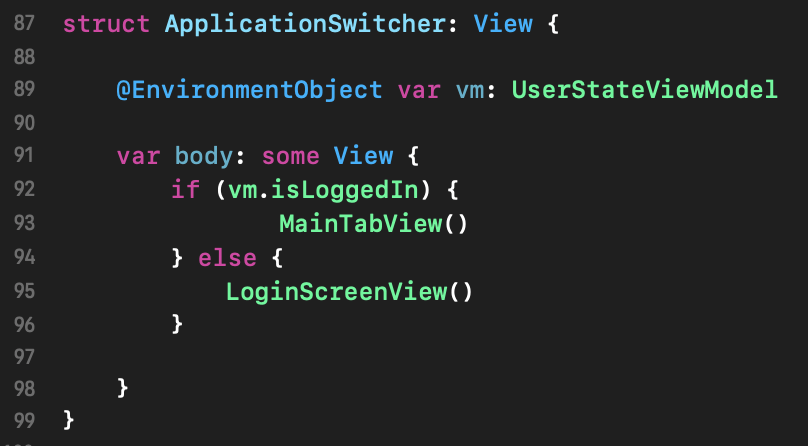 87 struct ApplicationSwitcher: View {
88
89     @EnvironmentObject var vm: UserStateViewModel
90
91     var body: some View {
92         if (vm.isLoggedIn) {
93                 MainTabView()
94         } else {
95             LoginScreenView()
96         }
97
98     }
99 }